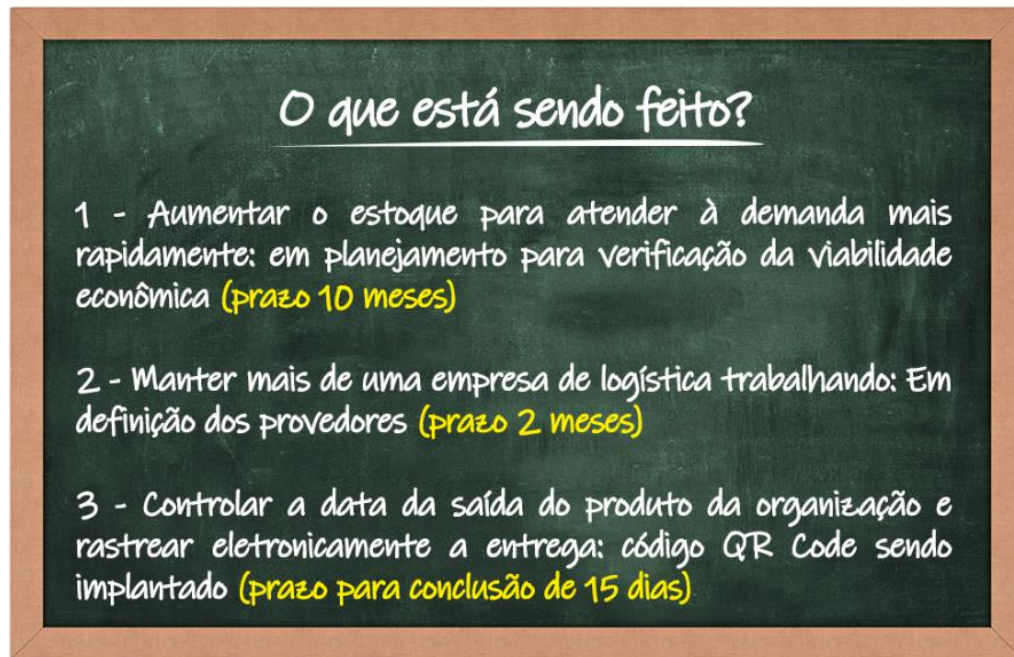 O que está sendo feito?
1 - Aumentar o estoque para atender à demanda mais
rapidamente: em planejamento para verificação da viabilidade
econômica (prazo 10 meses)
2 - Manter mais de uma empresa de logística trabalhando: Em
definição dos provedores (prazo 2 meses)
3 - Controlar a data da saída do produto da organização e
rastrear eletronicamente a entrega: código QR Code sendo
implantado (prazo para conclusão de 15 dias)